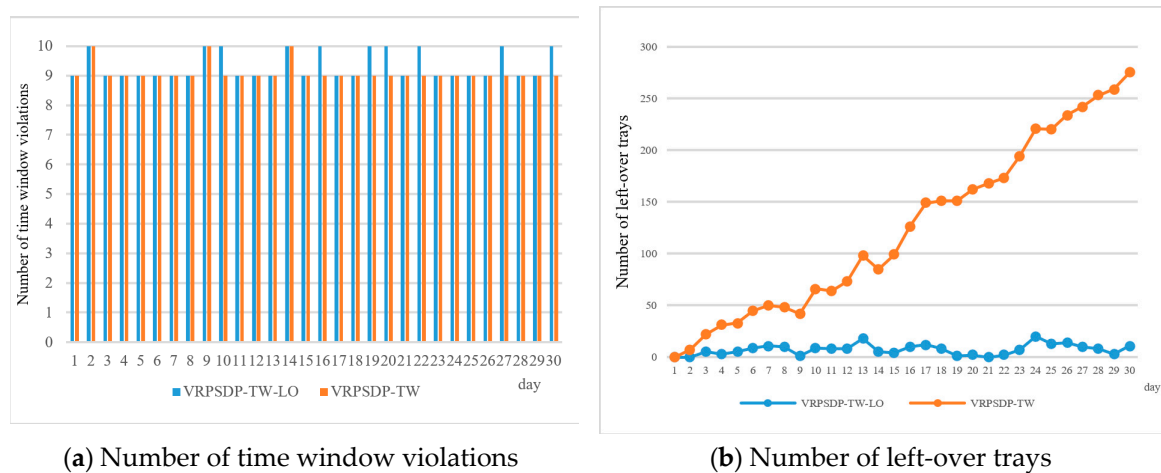 10
9
8
7
6
5
4
3
2
1
0
Number of time window violations
1 2 3 4 5 6 7 8 9 10 11 12 13 14 15 16 17 18 19 20 21 22 23 24 25 26 27 28 29 30
day
VRPSDP-TW-LO VRPSDP-TW
(a) Number of time window violations
300
250
200
150
100
50
0
Number of left-over trays
1 2 3 4 5 6 7 8 9 10 11 12 13 14 15 16 17 18 19 20 21 22 23 24 25 26 27 28 29 30
day
VRPSDP-TW-LO VRPSDP-TW
(b) Number of left-over trays